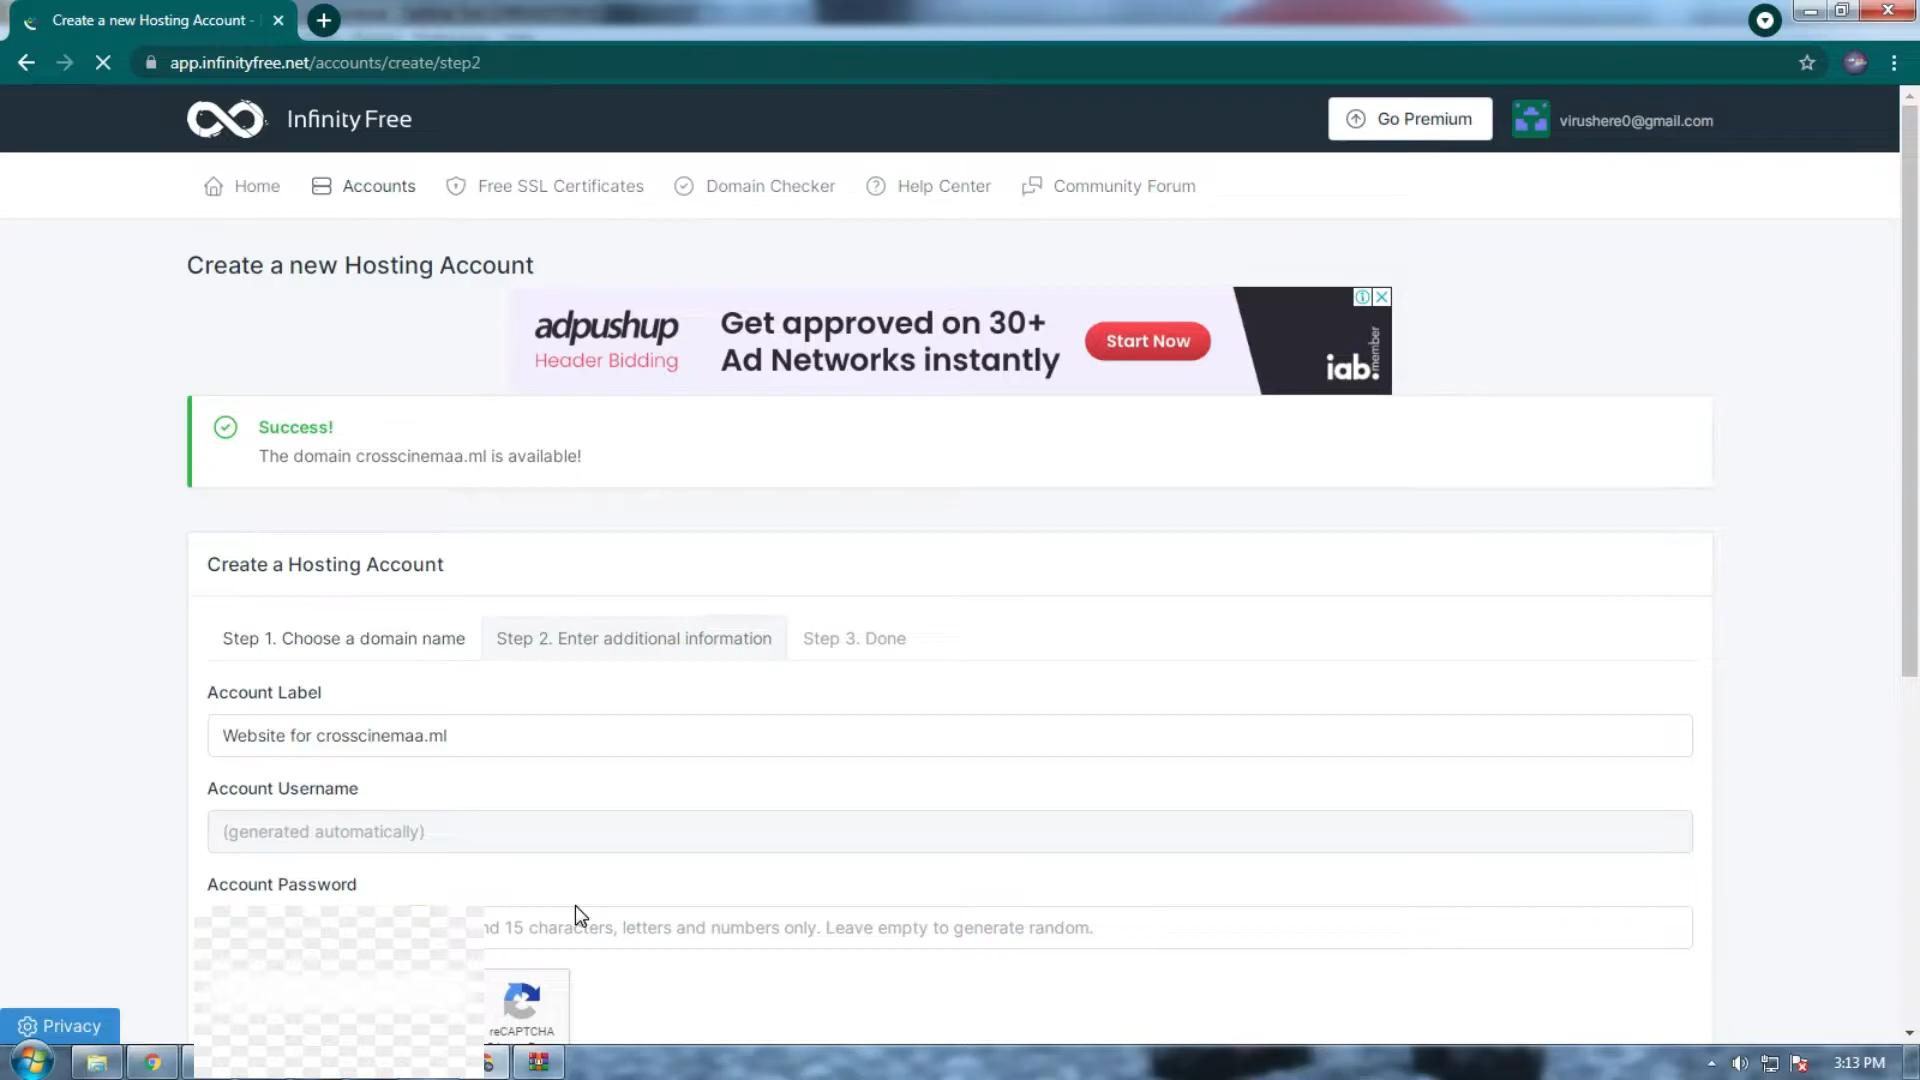 Create a new Hosting Account -
app.infinityfree.net/accounts/create/step2
InfinityFree
Go Premium
virushere0@gmail.com
Home
Accounts
Free SSL Certificates
Domain Checker
Help Center
Community Forum
Create a new Hosting Account
adpushup
Header Bidding
Get approved on 30+
Ad Networks instantly
Start Now
iab.
member
Success!
The domain crosscinemaa.ml is available!
Create a Hosting Account
Step 1. Choose a domain name
Step 2. Enter additional information
Step 3. Done
Account Label
Website for crosscinemaa.ml
Account Username
(generated automatically)
Account Password
15 characters, letters and numbers only. Leave empty to generate random.
reCAPTCHA
Privacy
3:13 PM